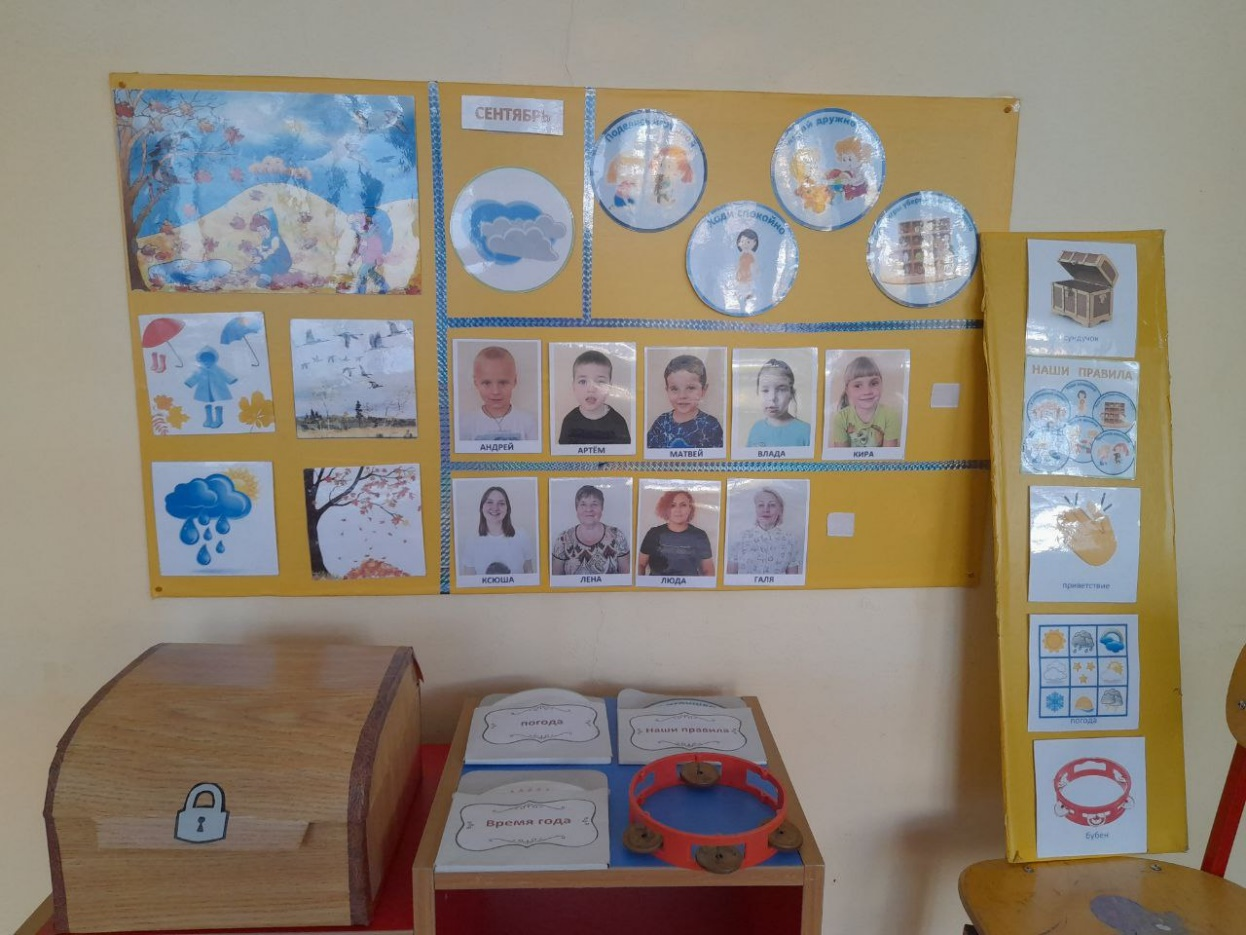 СЕНТЯБРЬ
Ходи спокойно
дружно
АНДРЕЙ
АРТЁМ
МАТВЕЙ
ВЛАДА
КИРА
КСЮША
ЛЕНА
ЛЮДА
ГАЛЯ
сундучок
НАШИ ПРАВИЛА
приветствие
погода
бубен
погода
Наши правила
Время года